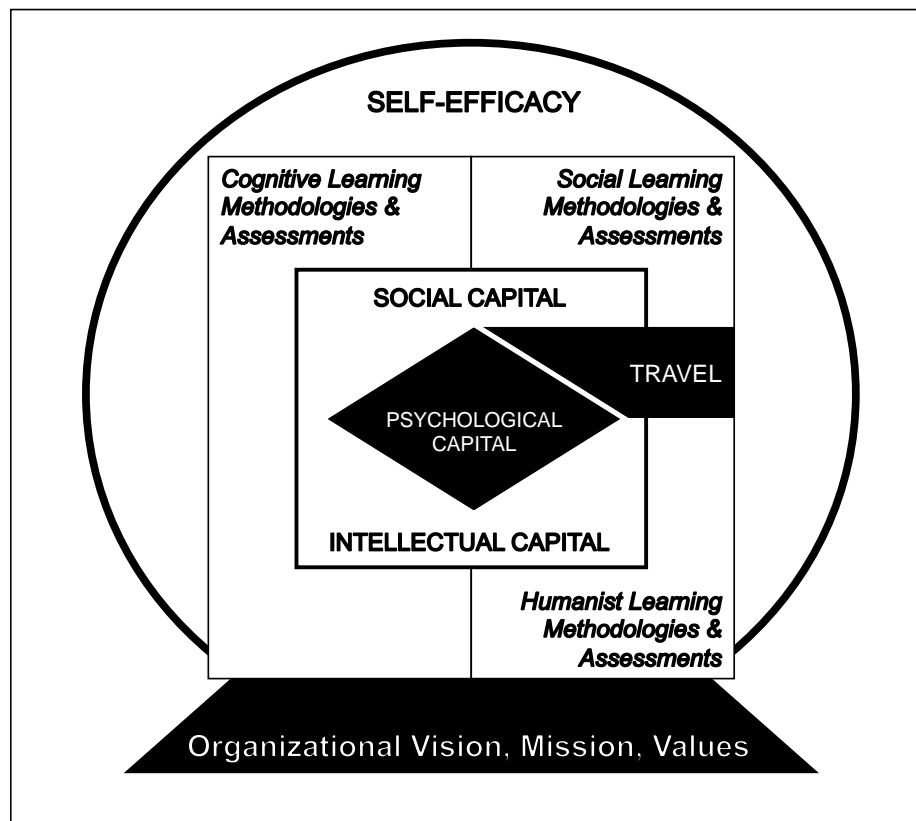 SELF-EFFICACY
Cognitive Learning
Methodologies &
Assessments
Social Learning
Methodologies &
Assessments
SOCIAL CAPITAL
TRAVEL
PSYCHOLOGICAL
CAPITAL
INTELLECTUAL CAPITAL
Humanist Learning
Methodologies &
Assessments
Organizational Vision, Mission, Values